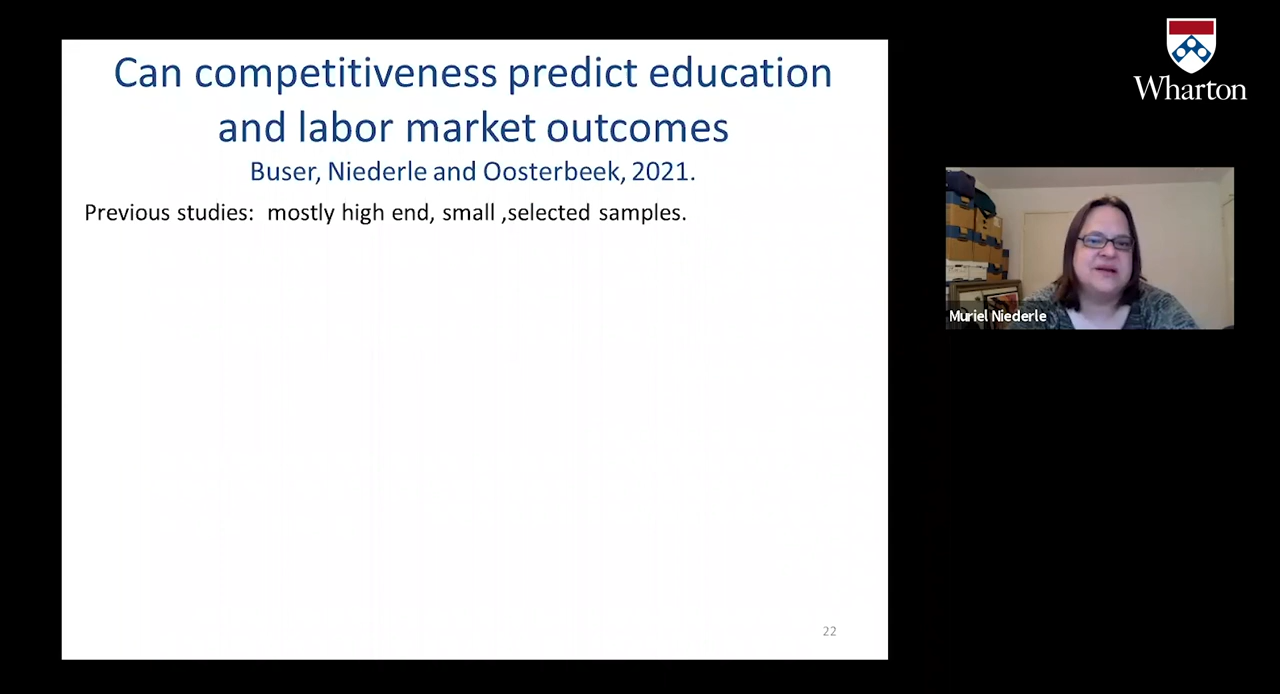 Can competitiveness predict education
and labor market outcomes
Buser, Niederle and Oosterbeek, 2021.
Previous studies:  mostly high end, small ,selected samples.
22
Wharton
Muriel Niederle